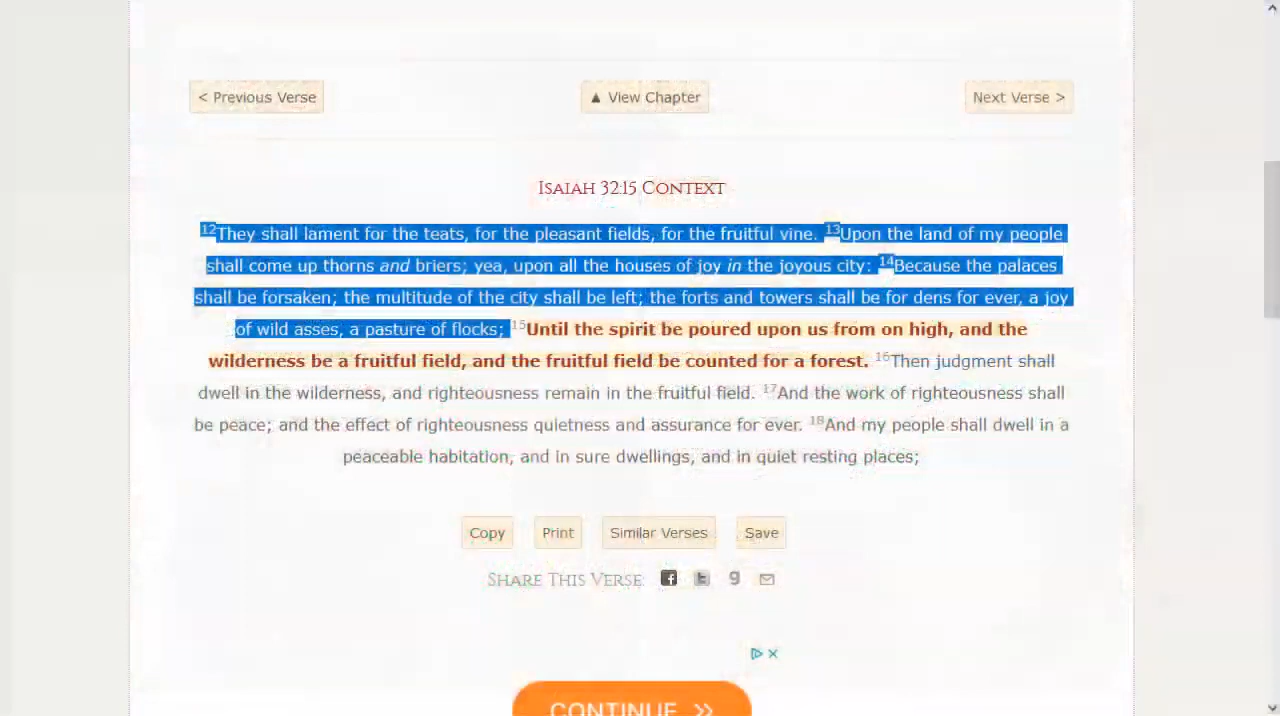 < Previous Verse
▲ View Chapter
Next Verse >
Isaiah 32:15 Context
12They shall lament for the teats, for the pleasant fields, for the fruitful vine. 13Upon the land of my people
shall come up thorns and briers; yea, upon all the houses of joy in the joyous city: 14Because the palaces
shall be forsaken; the multitude of the city shall be left; the forts and towers shall be for dens for ever, a joy
of wild asses, a pasture of flocks; 15Until the spirit be poured upon us from on high, and the
wilderness be a fruitful field, and the fruitful field be counted for a forest. 16Then judgment shall
dwell in the wilderness, and righteousness remain in the fruitful field. 17And the work of righteousness shall
be peace; and the effect of righteousness quietness and assurance for ever. 18And my people shall dwell in a
peaceable habitation, and in sure dwellings, and in quiet resting places;
Copy
Print
Similar Verses
Save
Share This Verse:
CONTINUE >>